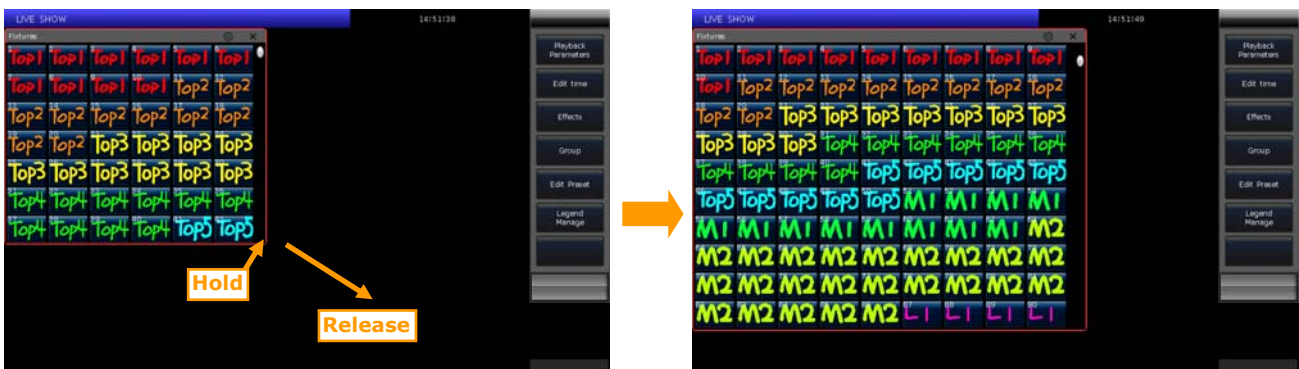 LIVE SHOW
14:51:38
Fixtures
Top1 Top1 Top1 Top1 Top1 Top1
Top1 Top1 Top1 Top1 Top2 Top2
Top2 Top2 Top2 Top2 Top2 Top2
Top2 Top2 Top3 Top3 Top3 Top3
Top3 Top3 Top3 Top3 Top3 Top3
Top4 Top4 Top4 Top4 Top4 Top4
Top4 Top4 Top4 Top4 Top5 Top5
Playback
Parameters
Edit time
Effects
Group
Edit Preset
Legend
Manage
Hold
Release
LIVE SHOW
14:51:49
Fixtures
Top1 Top1 Top1 Top1 Top1 Top1 Top1 Top1 Top1
Top1 Top2 Top2 Top2 Top2 Top2 Top2 Top2 Top2
Top2 Top2 Top3 Top3 Top3 Top3 Top3 Top3 Top3
Top3 Top3 Top3 Top4 Top4 Top4 Top4 Top4 Top4
Top4 Top4 Top4 Top4 Top5 Top5 Top5 Top5 Top5
Top5 Top5 Top5 Top5 Top5 M1 M1 M1 M1
M1 M1 M1 M1 M1 M1 M1 M1 M2
M2 M2 M2 M2 M2 M2 M2 M2 M2
M2 M2 M2 M2 M2 M2 M2 M2 M2
M2 M2 M2 M2 M2 L1 L1 L1 L1
Playback
Parameters
Edit time
Effects
Group
Edit Preset
Legend
Manage